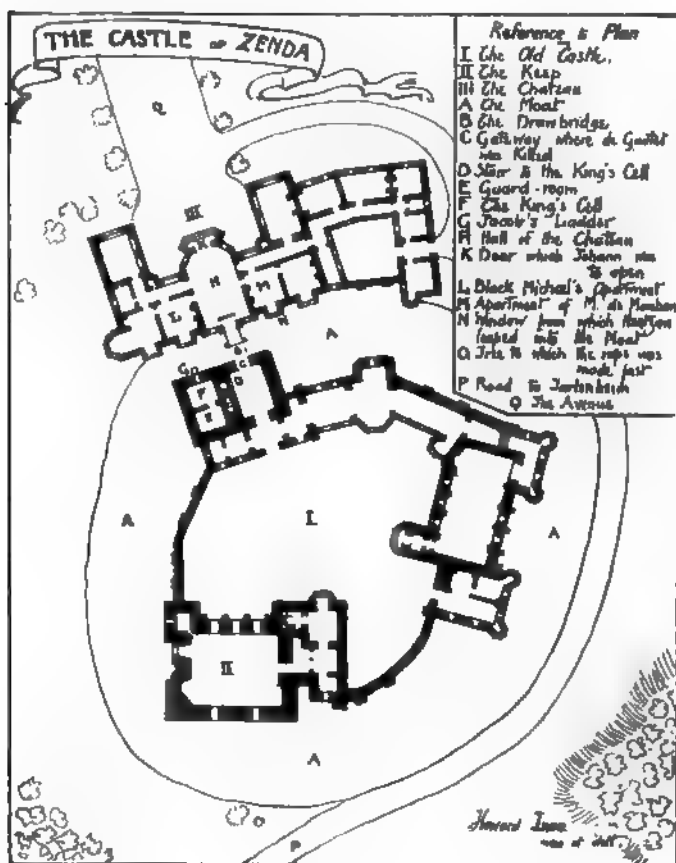 THE CASTLE OF ZENDA
Reference to Plan
I The Old Castle.
II The Keep
III The Chateau
A The Moat
B The Drawbridge
C Gateway where de Gautet
was Killed
D Stair to the King's Cell
E Guard-room
F The King's Cell
G Jacob's Ladder
H Hall of the Chateau
K Door which Johann was
to open
L Black Michael's Apartment
M Apartment of M. de Mauban
N Window from which
leaped into the Moat
O Tree to which the rope was
made fast
P Road to
Q The Avenue
Q
III
K
H
L
M
N
A
B
G
C
D
F
E
I
A
A
II
A
O
P
Howard Ince